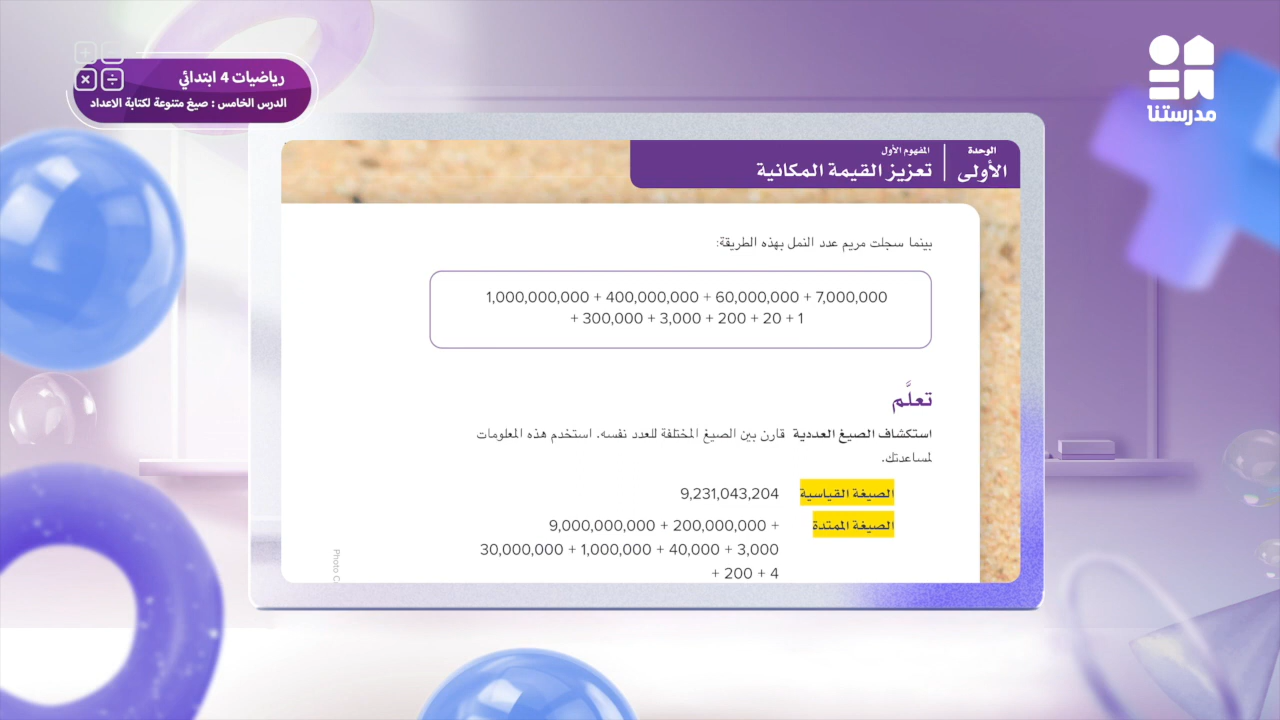 رياضيات 4 ابتدائي
الدرس الخامس : صيغ متنوعة لكتابة الاعداد
مدرستنا
الوحدة
الأولى
المفهوم الأول
تعزيز القيمة المكانية
بينما سجلت مريم عدد النمل بهذه الطريقة:
1,000,000,000 + 400,000,000 + 60,000,000 + 7,000,000
+ 300,000 + 3,000 + 200 + 20 + 1
تعلَّم
استكشاف الصيغ العددية قارن بين الصيغ المختلفة للعدد نفسه. استخدم هذه المعلومات
لمساعدتك.
الصيغة القياسية 9,231,043,204
الصيغة الممتدة 9,000,000,000 + 200,000,000 +
30,000,000 + 1,000,000 + 40,000 + 3,000
+ 200 + 4
Photo